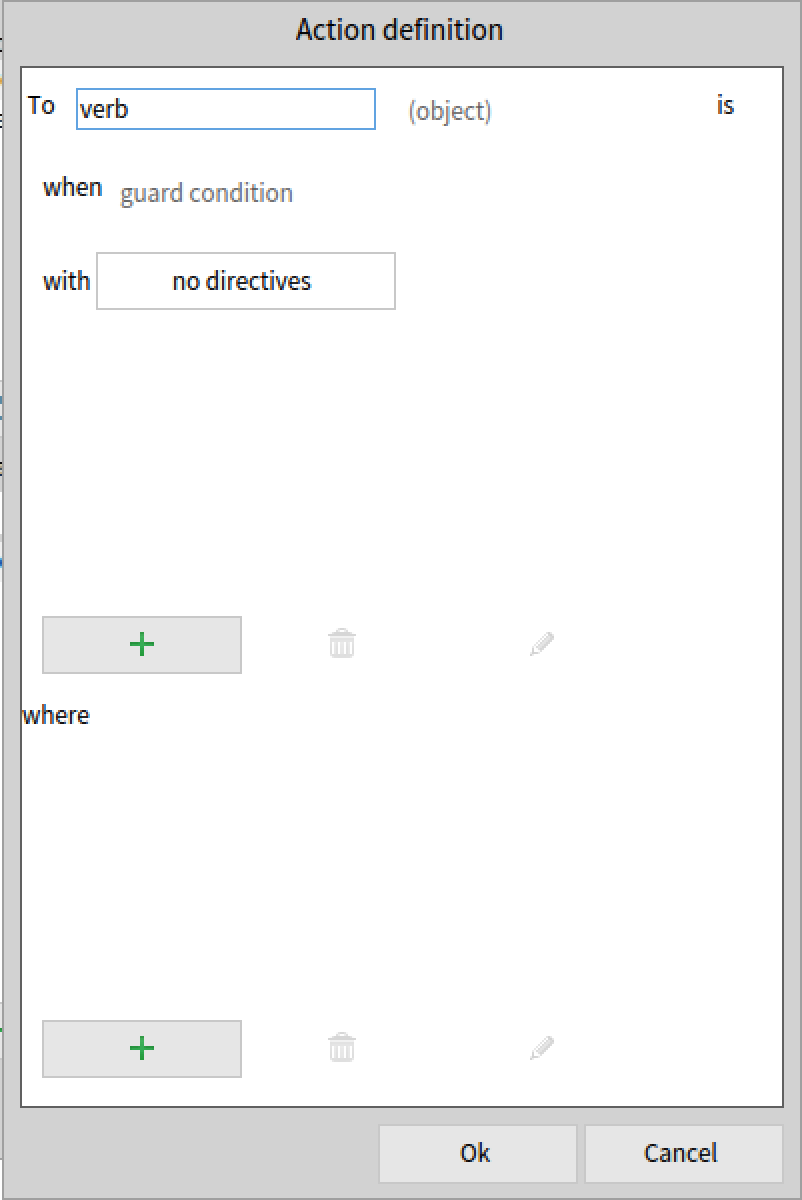 Action definition
To verb (object) is
when guard condition
with no directives
where
Ok Cancel